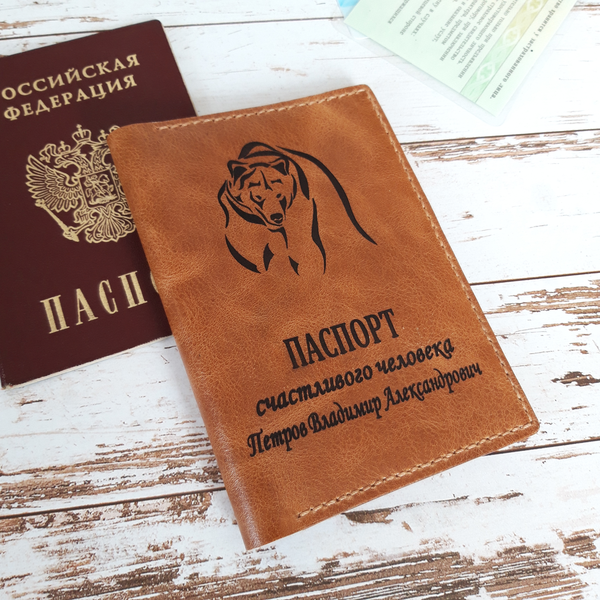 РОССИЙСКАЯ
ФЕДЕРАЦИЯ
ПАСП
ПАСПОРТ
счастливого человека
Петров Владимир Александрович